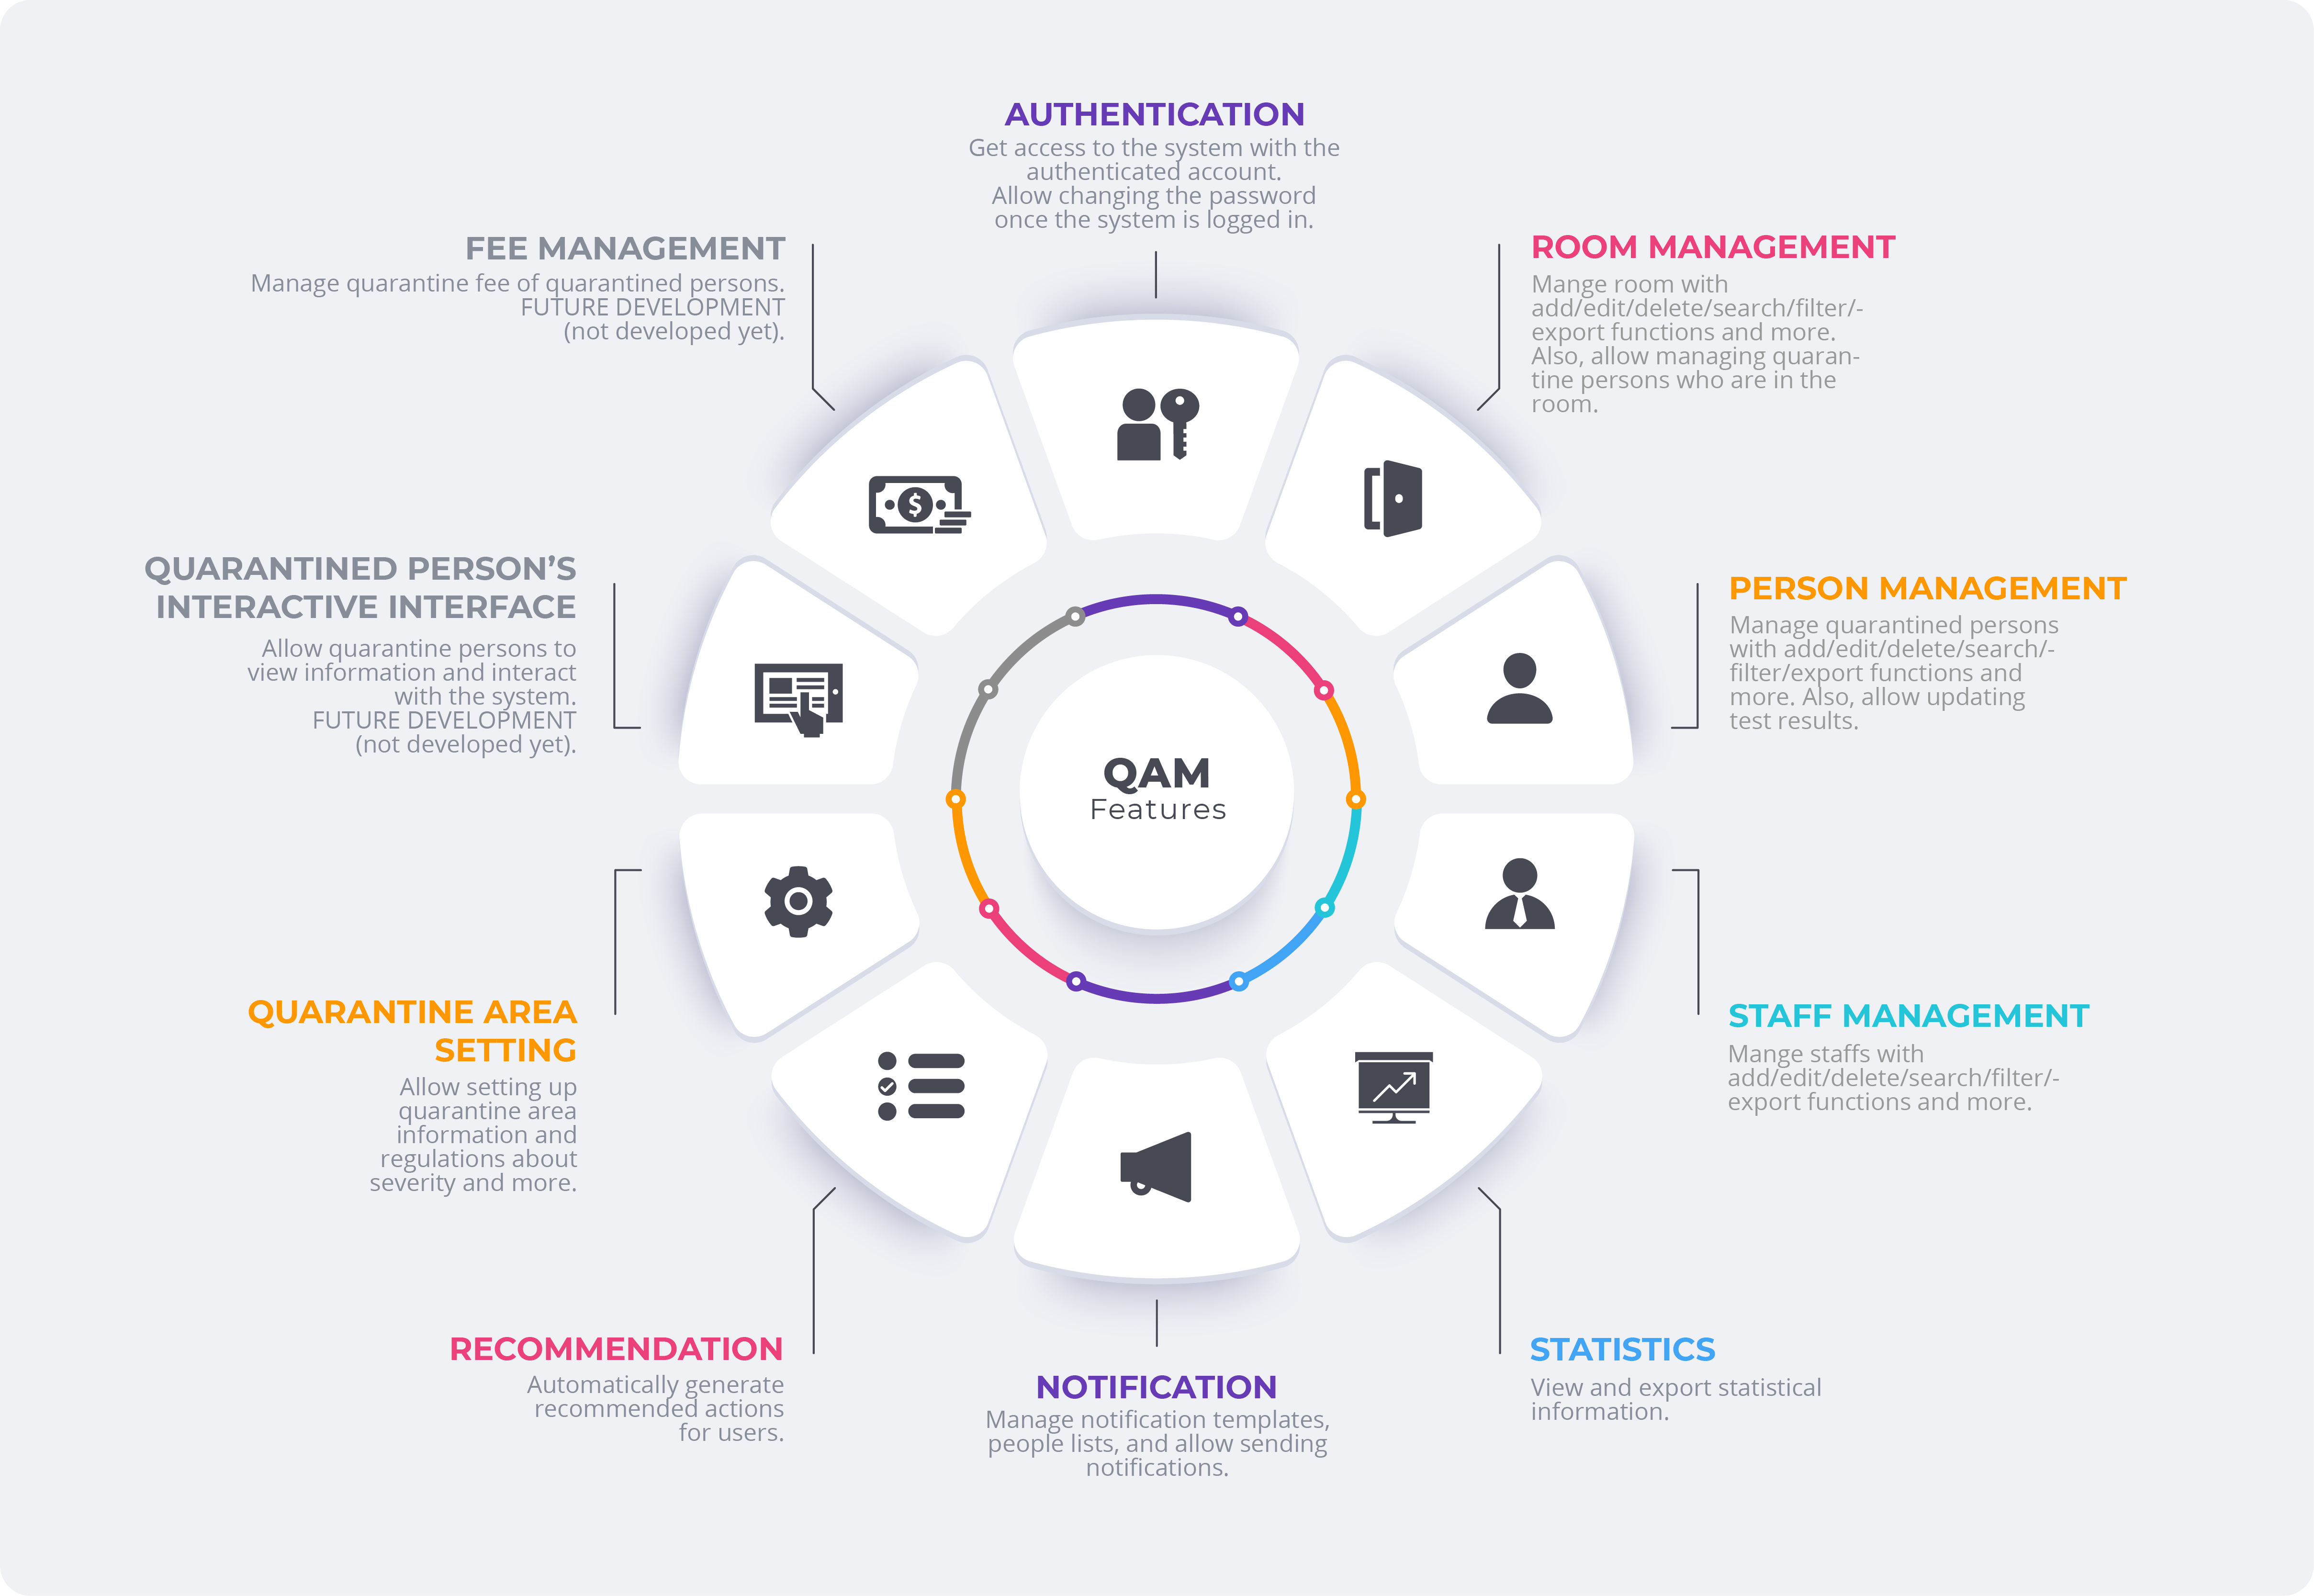 AUTHENTICATION
Get access to the system with the
authenticated account.
Allow changing the password
once the system is logged in.
FEE MANAGEMENT
Manage quarantine fee of quarantined persons.
FUTURE DEVELOPMENT
(not developed yet).
ROOM MANAGEMENT
Mange room with
add/edit/delete/search/filter/-
export functions and more.
Also, allow managing quaran-
tine persons who are in the
room.
QUARANTINED PERSON’S
INTERACTIVE INTERFACE
Allow quarantine persons to
view information and interact
with the system.
FUTURE DEVELOPMENT
(not developed yet).
PERSON MANAGEMENT
Manage quarantined persons
with add/edit/delete/search/-
filter/export functions and
more. Also, allow updating
test results.
$
QAM
Features
QUARANTINE AREA
SETTING
Allow setting up
quarantine area
information and
regulations about
severity and more.
STAFF MANAGEMENT
Mange staffs with
add/edit/delete/search/filter/-
export functions and more.
RECOMMENDATION
Automatically generate
recommended actions
for users.
NOTIFICATION
Manage notification templates,
people lists, and allow sending
notifications.
STATISTICS
View and export statistical
information.